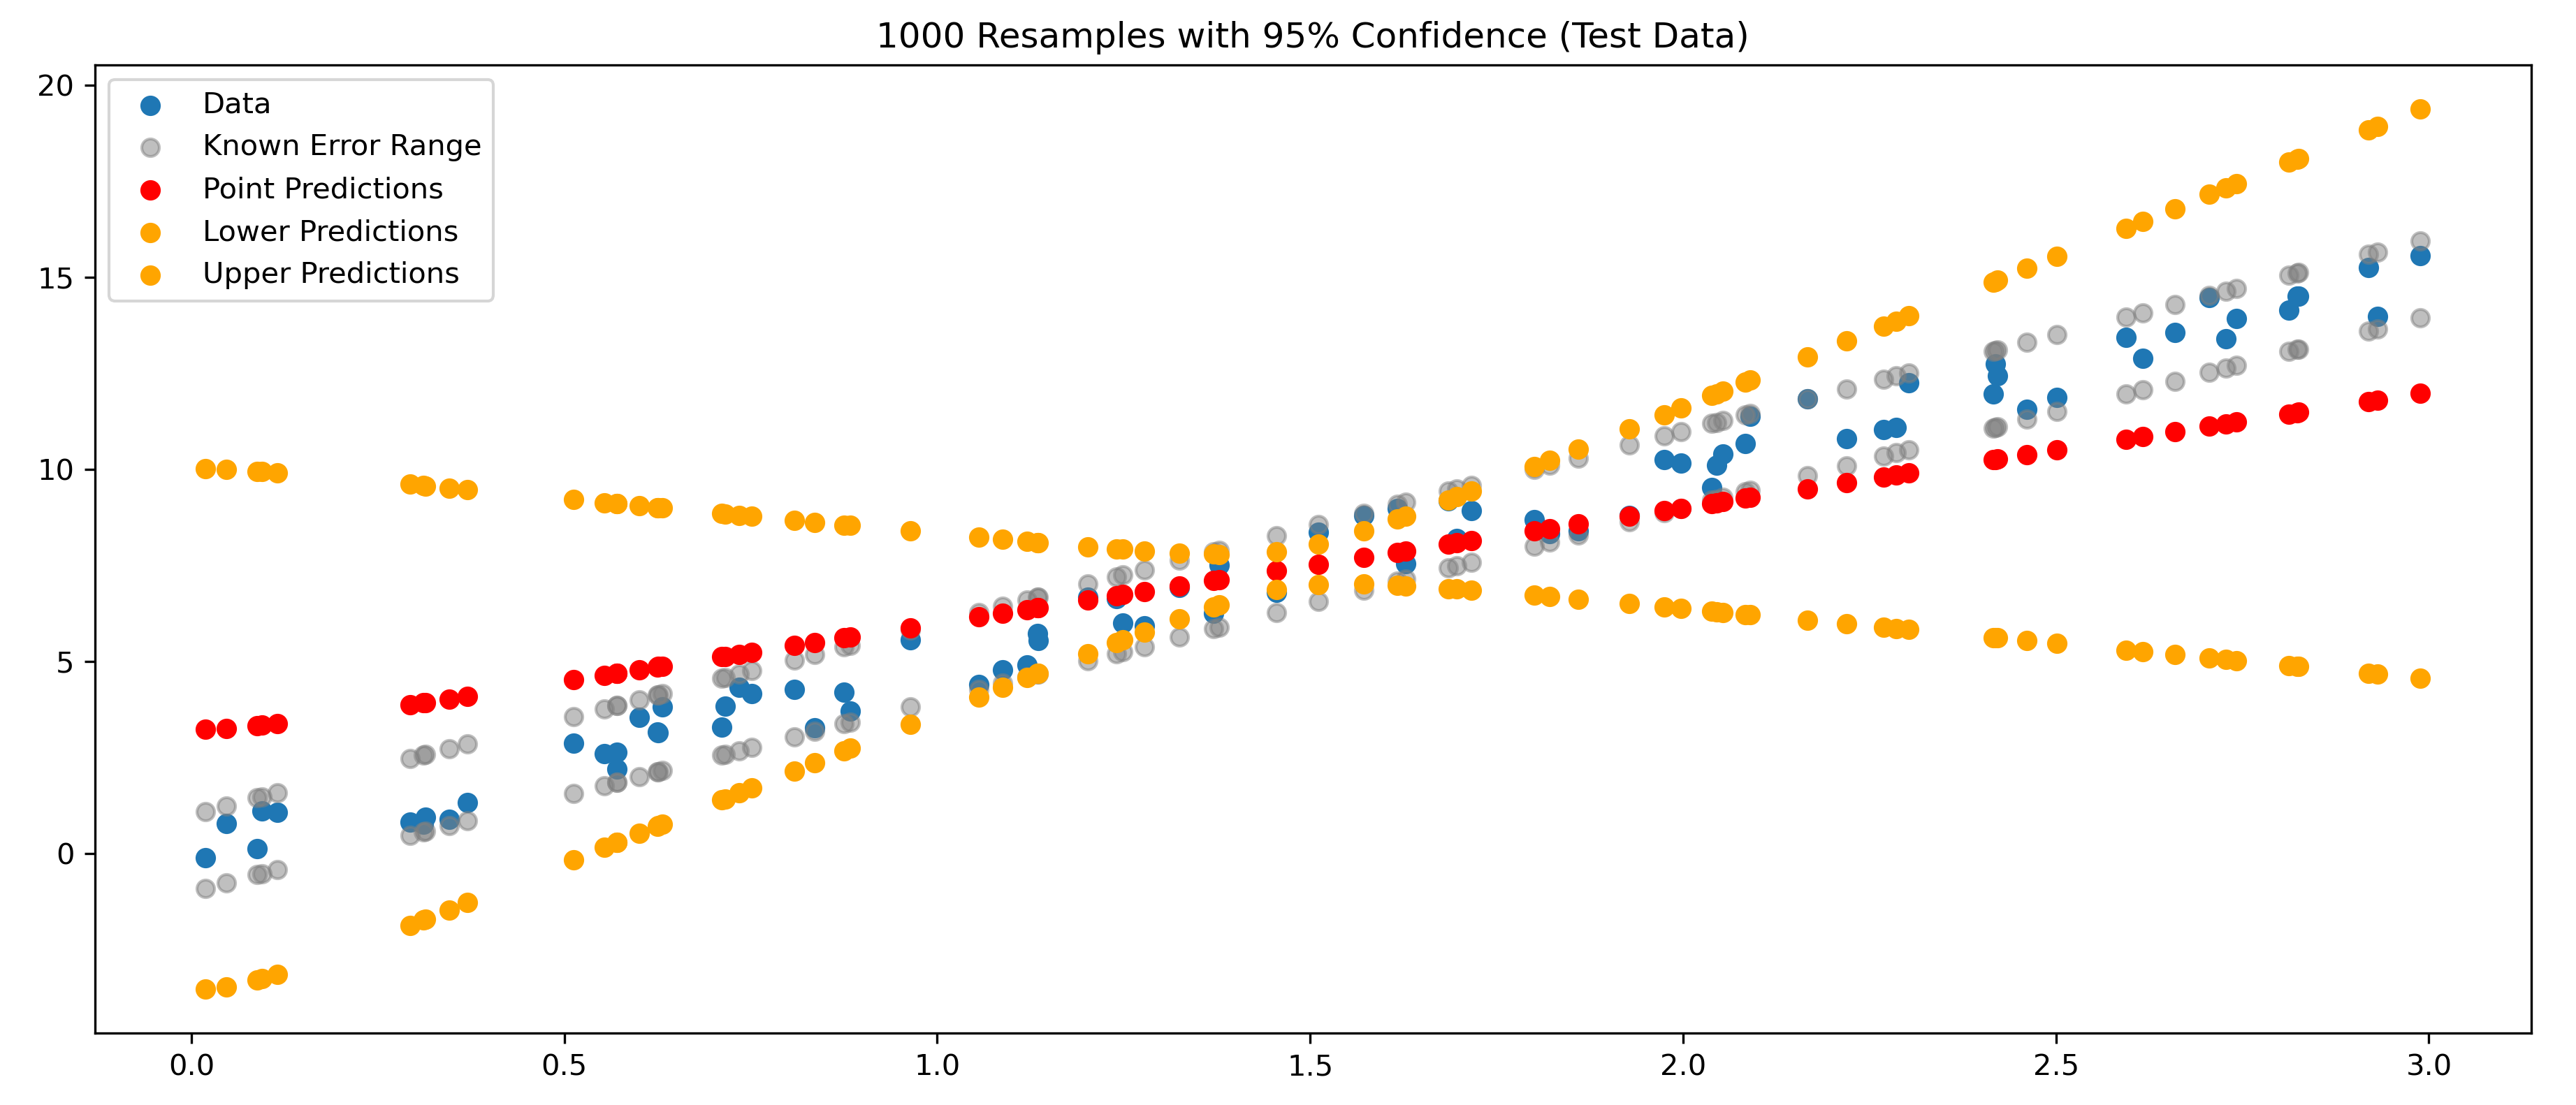 1000 Resamples with 95% Confidence (Test Data)
20
15
10
5
0
Data
Known Error Range
Point Predictions
Lower Predictions
Upper Predictions
0.0 0.5 1.0 1.5 2.0 2.5 3.0